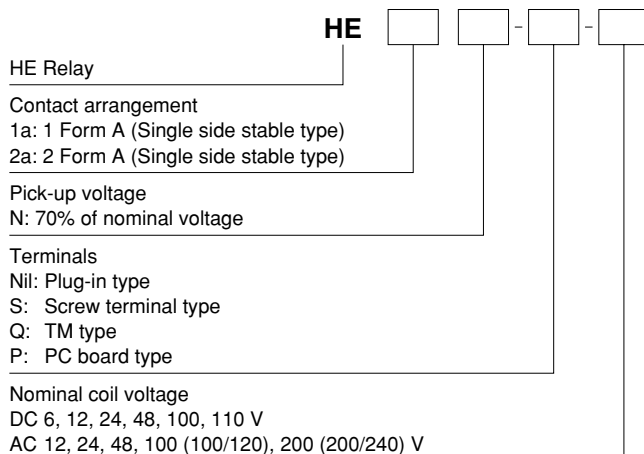 HE - -
HE Relay
Contact arrangement
1a: 1 Form A (Single side stable type)
2a: 2 Form A (Single side stable type)
Pick-up voltage
N: 70% of nominal voltage
Terminals
Nil: Plug-in type
S: Screw terminal type
Q: TM type
P: PC board type
Nominal coil voltage
DC 6, 12, 24, 48, 100, 110 V
AC 12, 24, 48, 100 (100/120), 200 (200/240) V